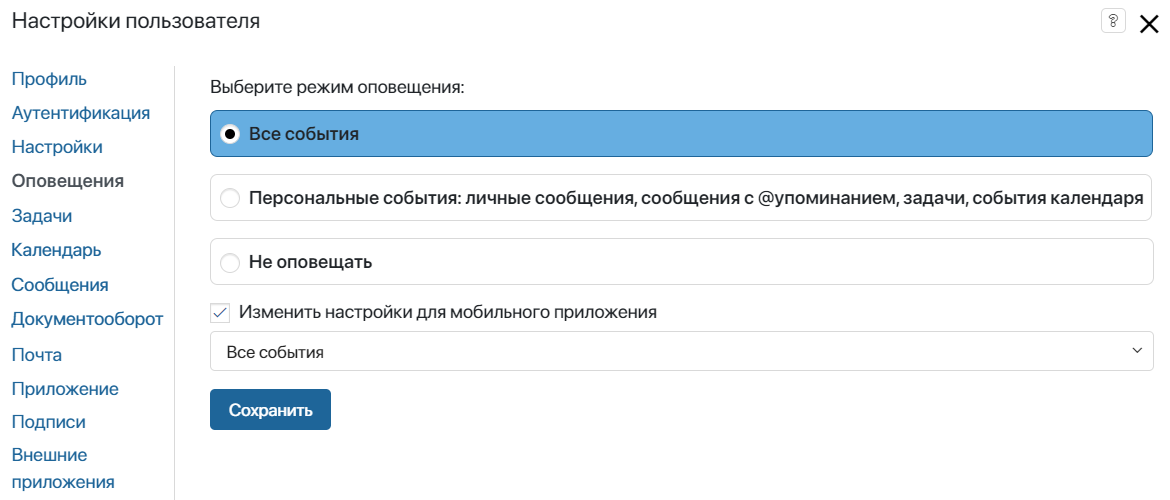 Настройки пользователя
?
Профиль
Аутентификация
Настройки
Оповещения
Задачи
Календарь
Сообщения
Документооборот
Почта
Приложение
Подписи
Внешние
приложения
Выберите режим оповещения:
Все события
Персональные события: личные сообщения, сообщения с @упоминанием, задачи, события календаря
Не оповещать
Изменить настройки для мобильного приложения
Все события
Сохранить